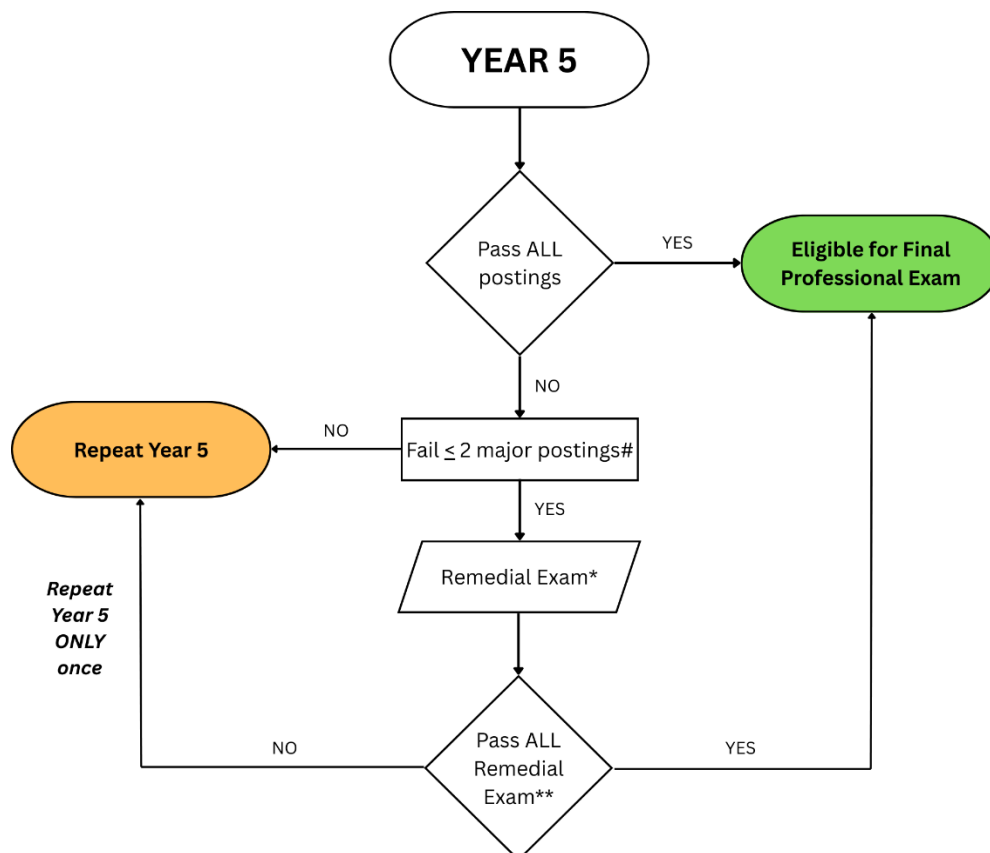 YEAR 5
Pass ALL
postings
YES
Eligible for Final
Professional Exam
NO
Repeat Year 5
NO
Fail ≤ 2 major postings#
YES
Remedial Exam*
Repeat
Year 5
ONLY
once
Pass ALL
Remedial
Exam**
NO
YES